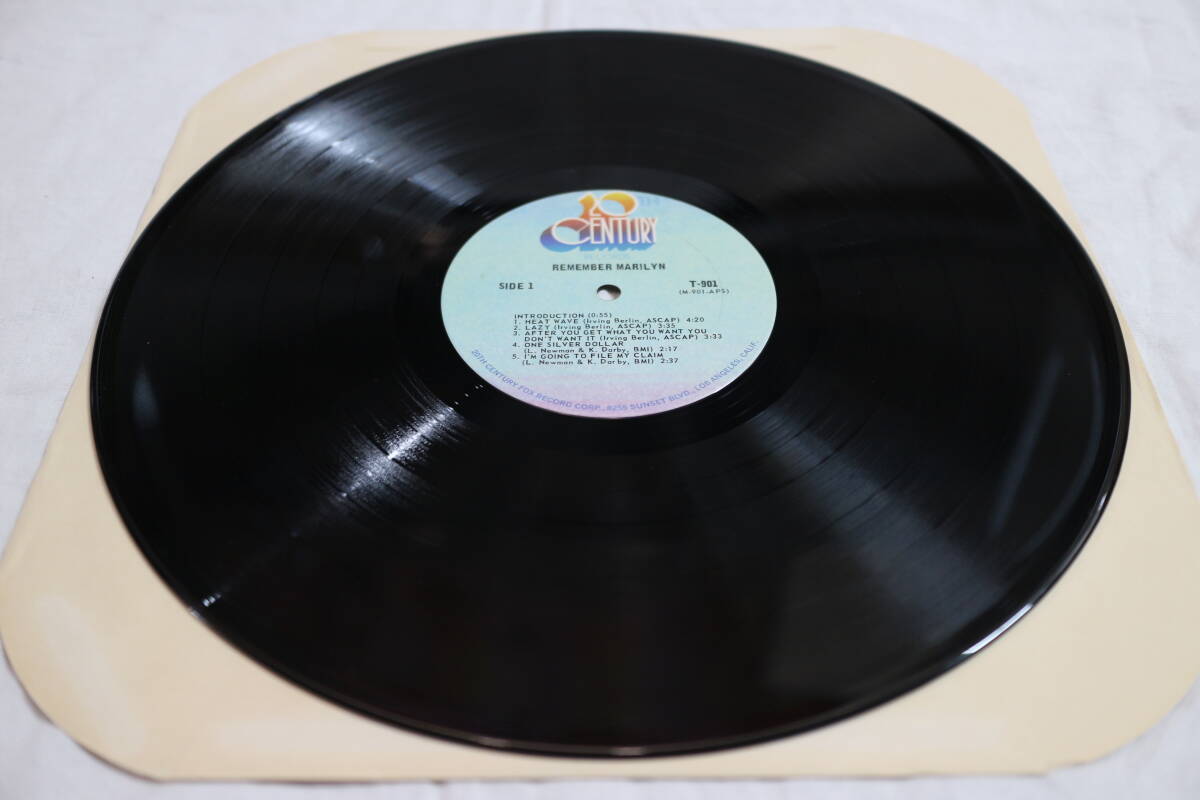 20TH
CENTURY
RECORDS
REMEMBER MARILYN
SIDE 1
T-901
(M-901-APS)
INTRODUCTION (0:55)
1. HEAT WAVE (Irving Berlin, ASCAP) 4:20
2. LAZY (Irving Berlin, ASCAP) 3:35
3. AFTER YOU GET WHAT YOU WANT YOU
DON'T WANT IT (Irving Berlin, ASCAP) 3:33
4. ONE SILVER DOLLAR
(L. Newman & K. Darby, BMI) 2:17
5. I'M GOING TO FILE MY CLAIM
(L. Newman & K. Darby, BMI) 2:37
20TH CENTURY FOX RECORD CORP., 8255 SUNSET BLVD., LOS ANGELES, CALIF.